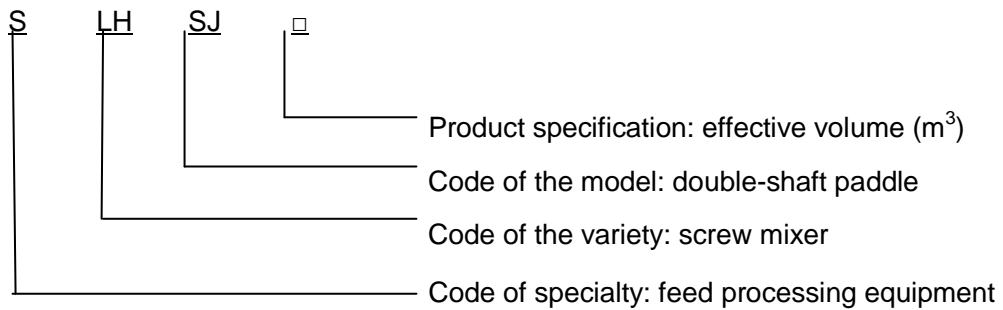 S LH SJ □
Product specification: effective volume (m³)
Code of the model: double-shaft paddle
Code of the variety: screw mixer
Code of specialty: feed processing equipment